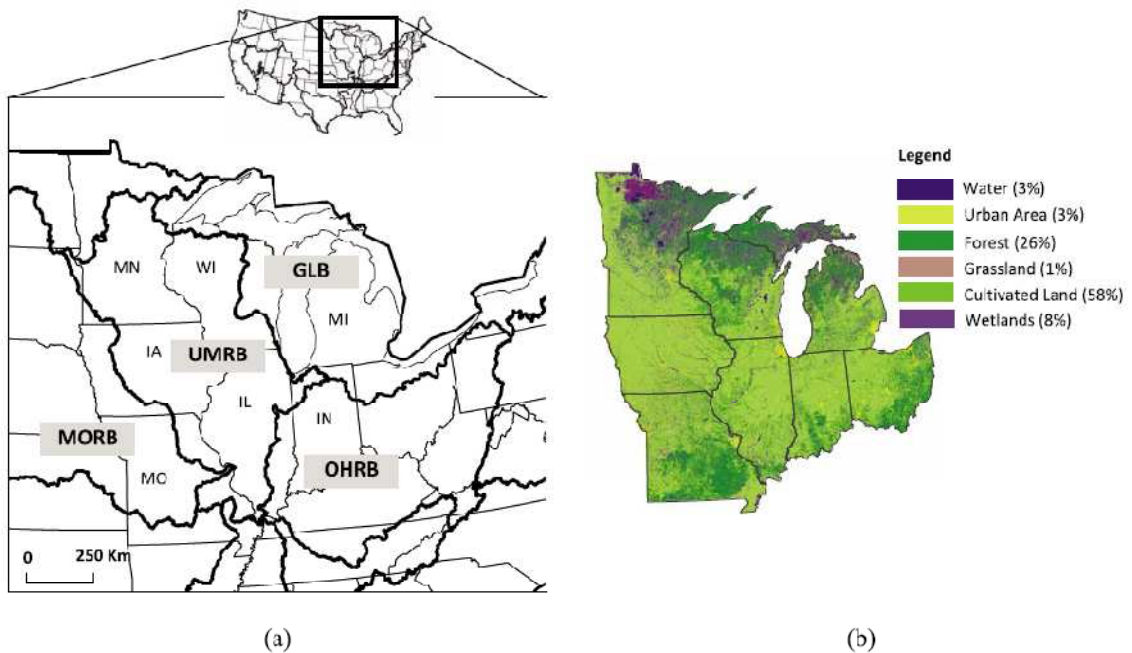 MN
WI
GLB
MI
IA
UMRB
IL
IN
MORB
OHRB
MO
0 250 Km
(a)
Legend
Water (3%)
Urban Area (3%)
Forest (26%)
Grassland (1%)
Cultivated Land (58%)
Wetlands (8%)
(b)